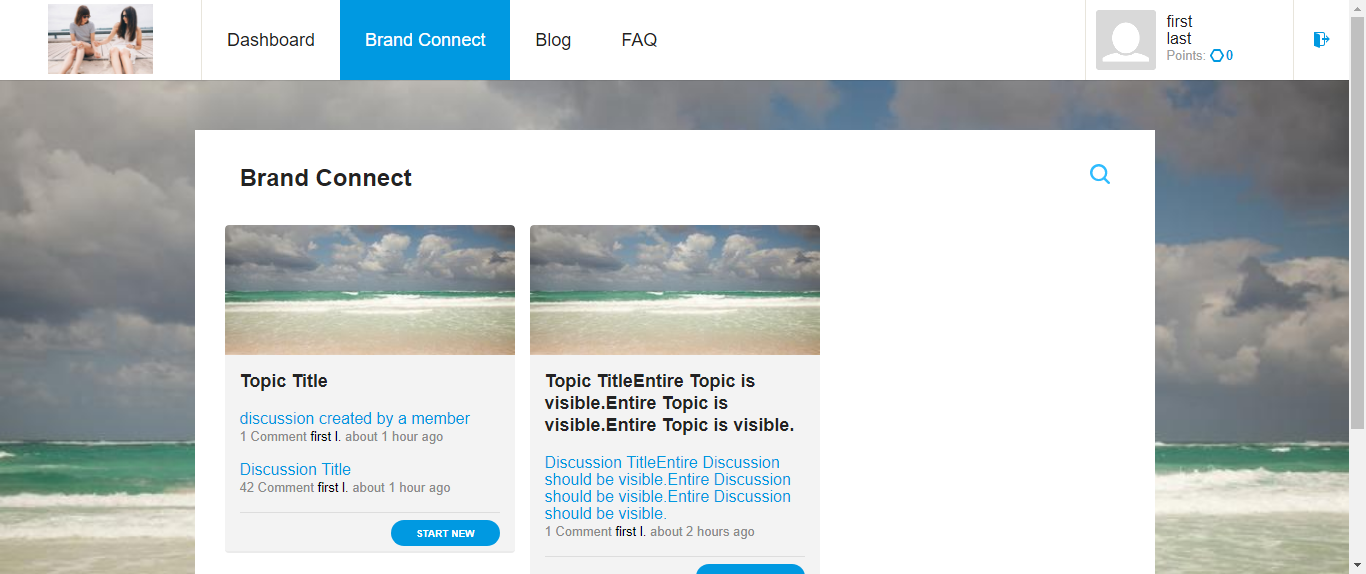 Dashboard
Brand Connect
Blog
FAQ
first
last
Points: 0
Brand Connect
Topic Title
discussion created by a member
1 Comment first l. about 1 hour ago
Discussion Title
42 Comment first l. about 1 hour ago
START NEW
Topic TitleEntire Topic is
visible.Entire Topic is
visible.Entire Topic is visible.
Discussion TitleEntire Discussion
should be visible.Entire Discussion
should be visible.Entire Discussion
should be visible.
1 Comment first l. about 2 hours ago